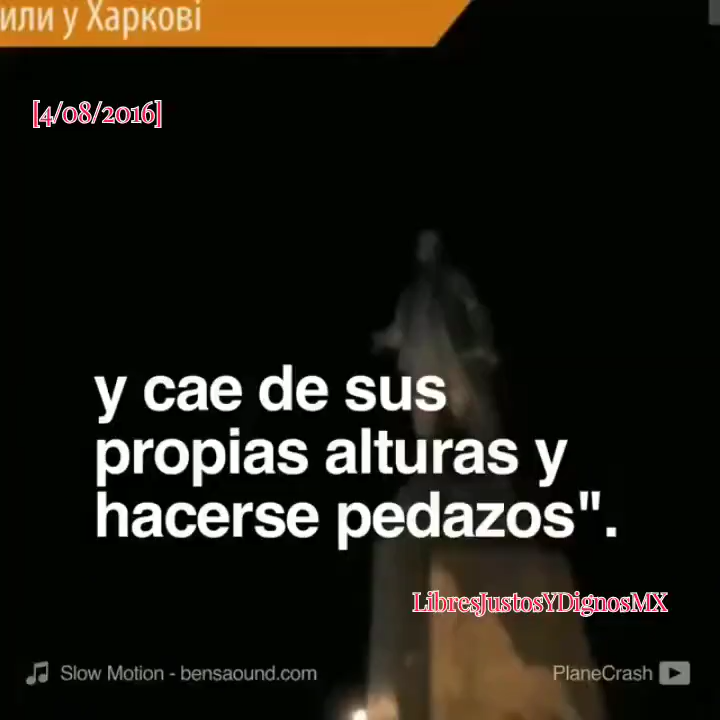 или у Харкові
[4/08/2016]
y cae de sus
propias alturas y
hacerse pedazos".
LibresJustosYDignosMX
Slow Motion - bensaound.com
PlaneCrash